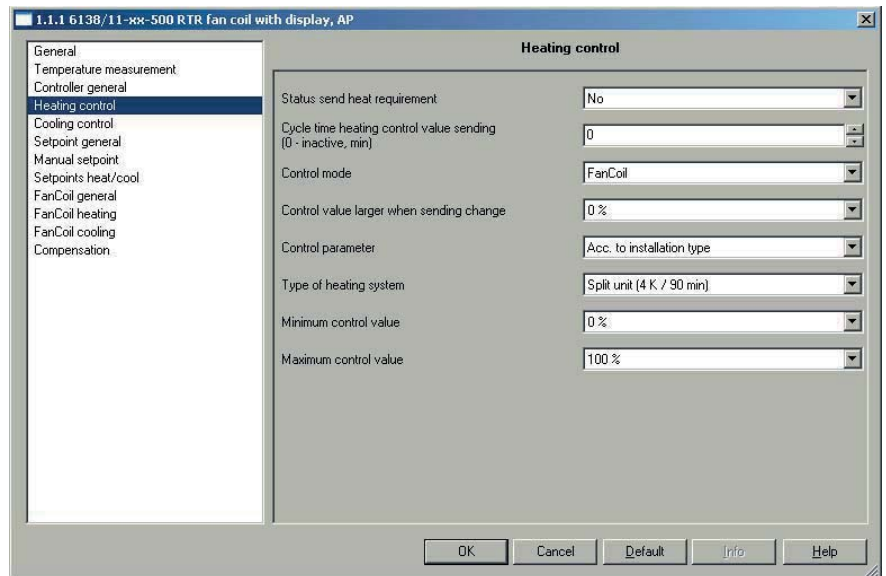 1.1.1 6138/11-xx-500 RTR fan coil with display, AP
General
Temperature measurement
Controller general
Heating control
Cooling control
Setpoint general
Manual setpoint
Setpoints heat/cool
FanCoil general
FanCoil heating
FanCoil cooling
Compensation
Heating control
Status send heat requirement No
Cycle time heating control value sending
(0 - inactive, min) 0
Control mode FanCoil
Control value larger when sending change 0 %
Control parameter Acc. to installation type
Type of heating system Split unit (4 K / 90 min)
Minimum control value 0 %
Maximum control value 100 %
OK Cancel Default Info Help